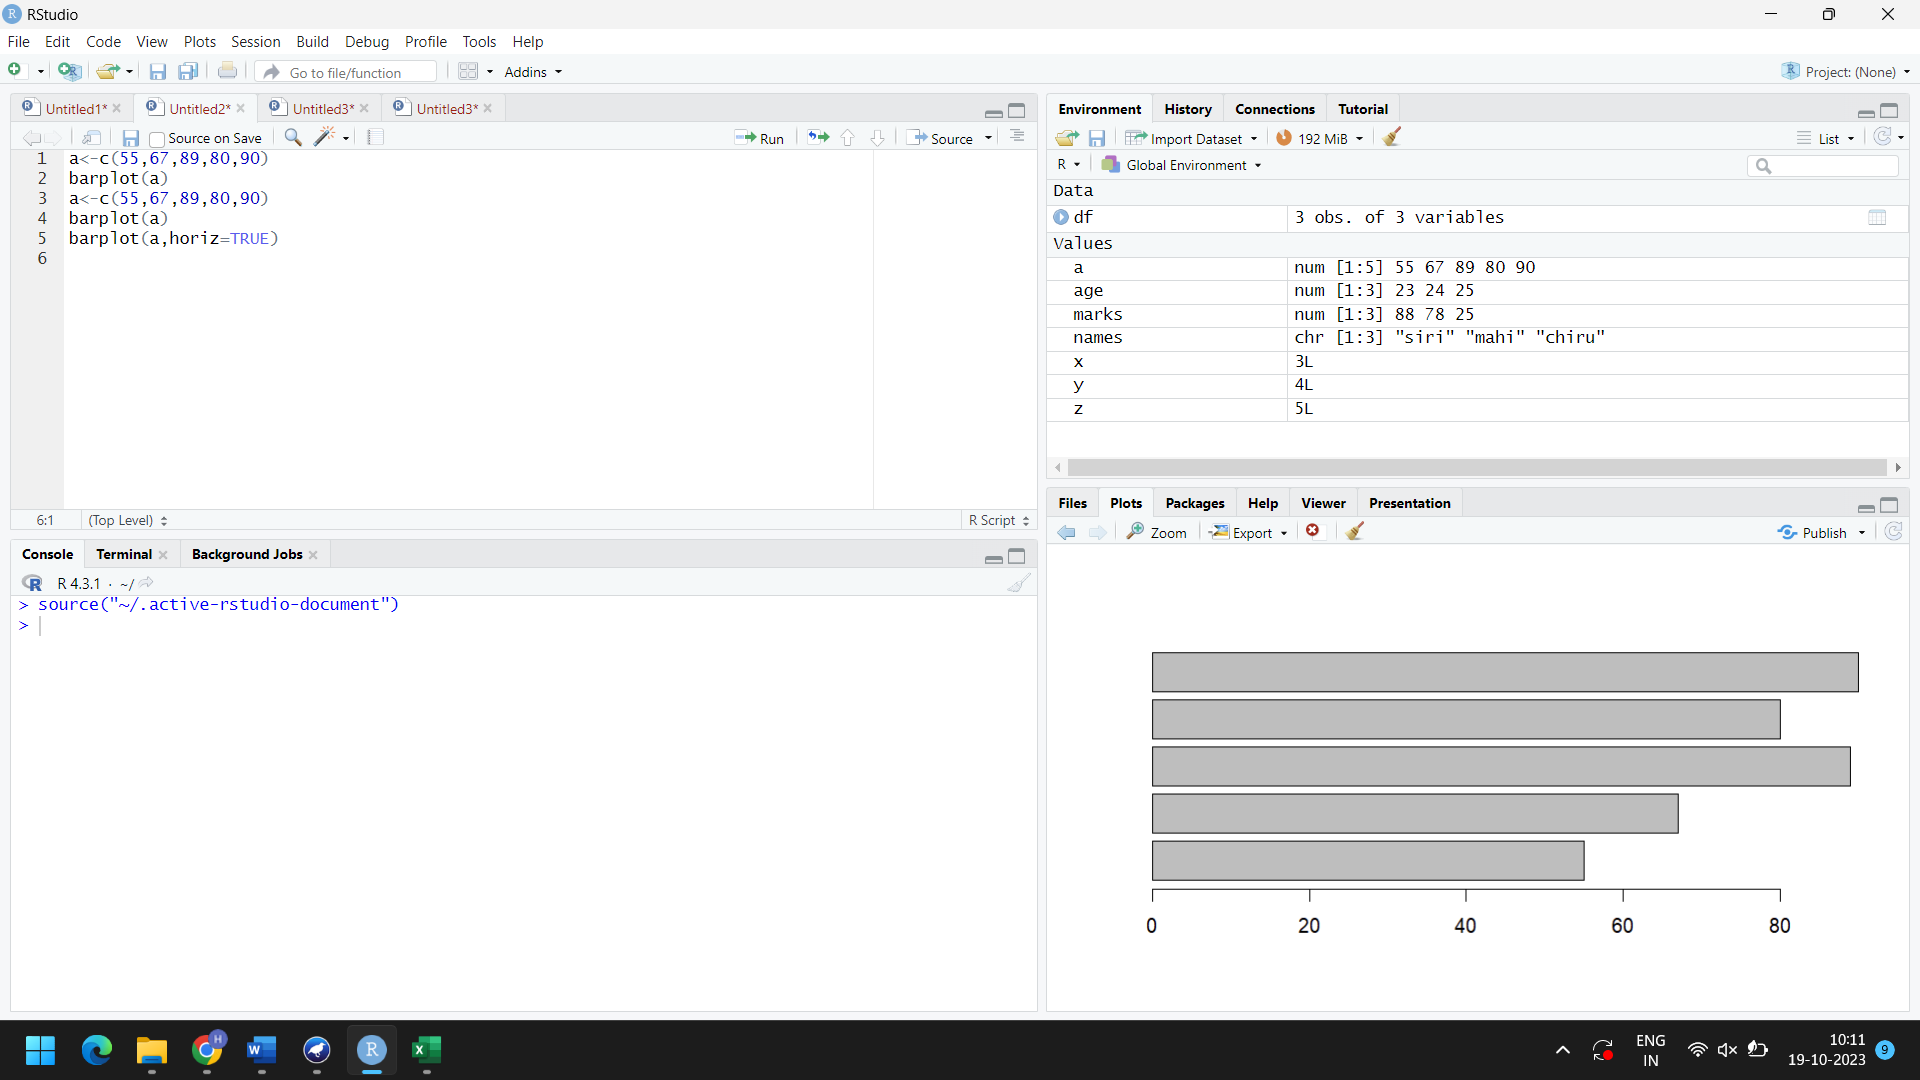 RStudio
File Edit Code View Plots Session Build Debug Profile Tools Help
Go to file/function Addins Project: (None)
Untitled1* Untitled2* Untitled3* Untitled3*
Source on Save Run Source
1 a<-c(55,67,89,80,90)
2 barplot(a)
3 a<-c(55,67,89,80,90)
4 barplot(a)
5 barplot(a,horiz=TRUE)
6
6:1 (Top Level) R Script
Console Terminal Background Jobs
R R 4.3.1 · ~/
> source("~/.active-rstudio-document")
>
Environment History Connections Tutorial
Import Dataset 192 MiB List
R Global Environment
Data
df 3 obs. of 3 variables
Values
a num [1:5] 55 67 89 80 90
age num [1:3] 23 24 25
marks num [1:3] 88 78 25
names chr [1:3] "siri" "mahi" "chiru"
x 3L
y 4L
z 5L
Files Plots Packages Help Viewer Presentation
Zoom Export Publish
0 20 40 60 80
H W R X ENG 10:11
IN 19-10-2023 9